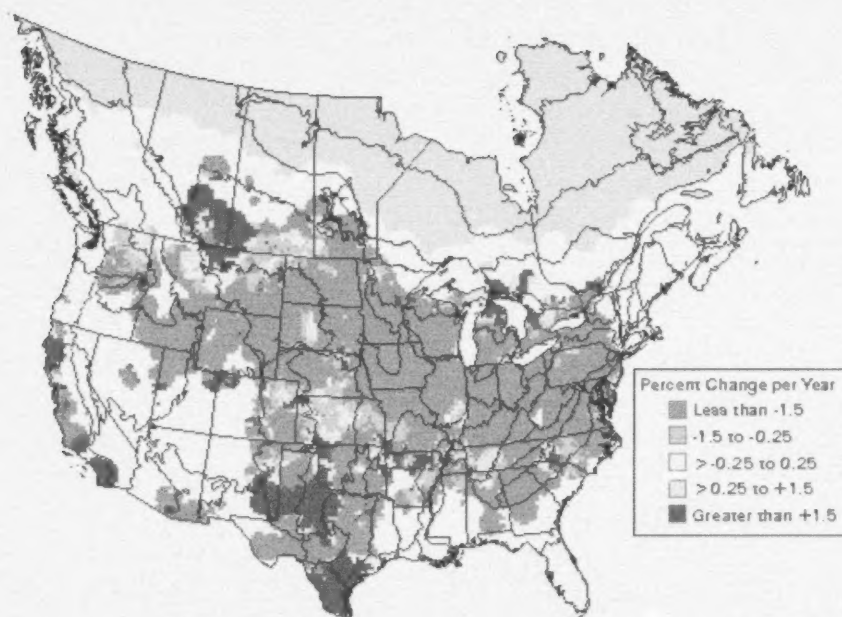 Percent Change per Year
Less than -1.5
-1.5 to -0.25
> -0.25 to 0.25
> 0.25 to +1.5
Greater than +1.5